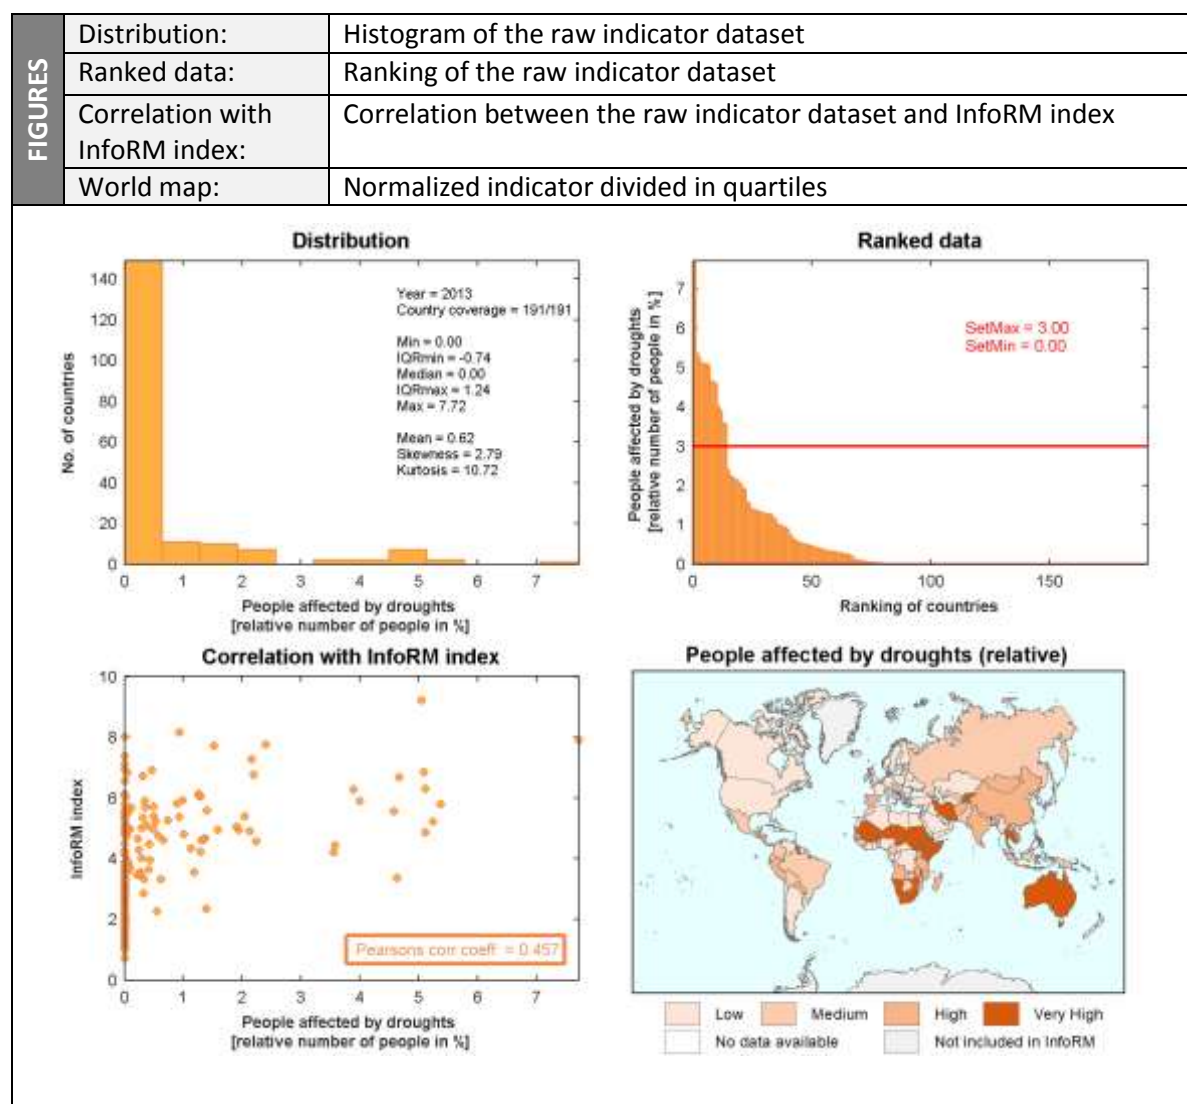 FIGURES
Distribution: Histogram of the raw indicator dataset
Ranked data: Ranking of the raw indicator dataset
Correlation with Correlation between the raw indicator dataset and InfoRM index
InfoRM index:
World map: Normalized indicator divided in quartiles
Distribution
140
120
100
80
60
40
20
0
No. of countries
Year = 2013
Country coverage = 191/191
Min = 0.00
IQRmin = -0.74
Median = 0.00
IQRmax = 1.24
Max = 7.72
Mean = 0.62
Skewness = 2.79
Kurtosis = 10.72
0 1 2 3 4 5 6 7
People affected by droughts
[relative number of people in %]
Ranked data
7
6
5
4
3
2
1
0
People affected by droughts
[relative number of people in %]
SetMax = 3.00
SetMin = 0.00
0 50 100 150
Ranking of countries
Correlation with InfoRM index
10
8
6
4
2
0
InfoRM index
Pearsons corr coeff = 0.457
0 1 2 3 4 5 6 7
People affected by droughts
[relative number of people in %]
People affected by droughts (relative)
Low Medium High Very High
No data available Not included in InfoRM